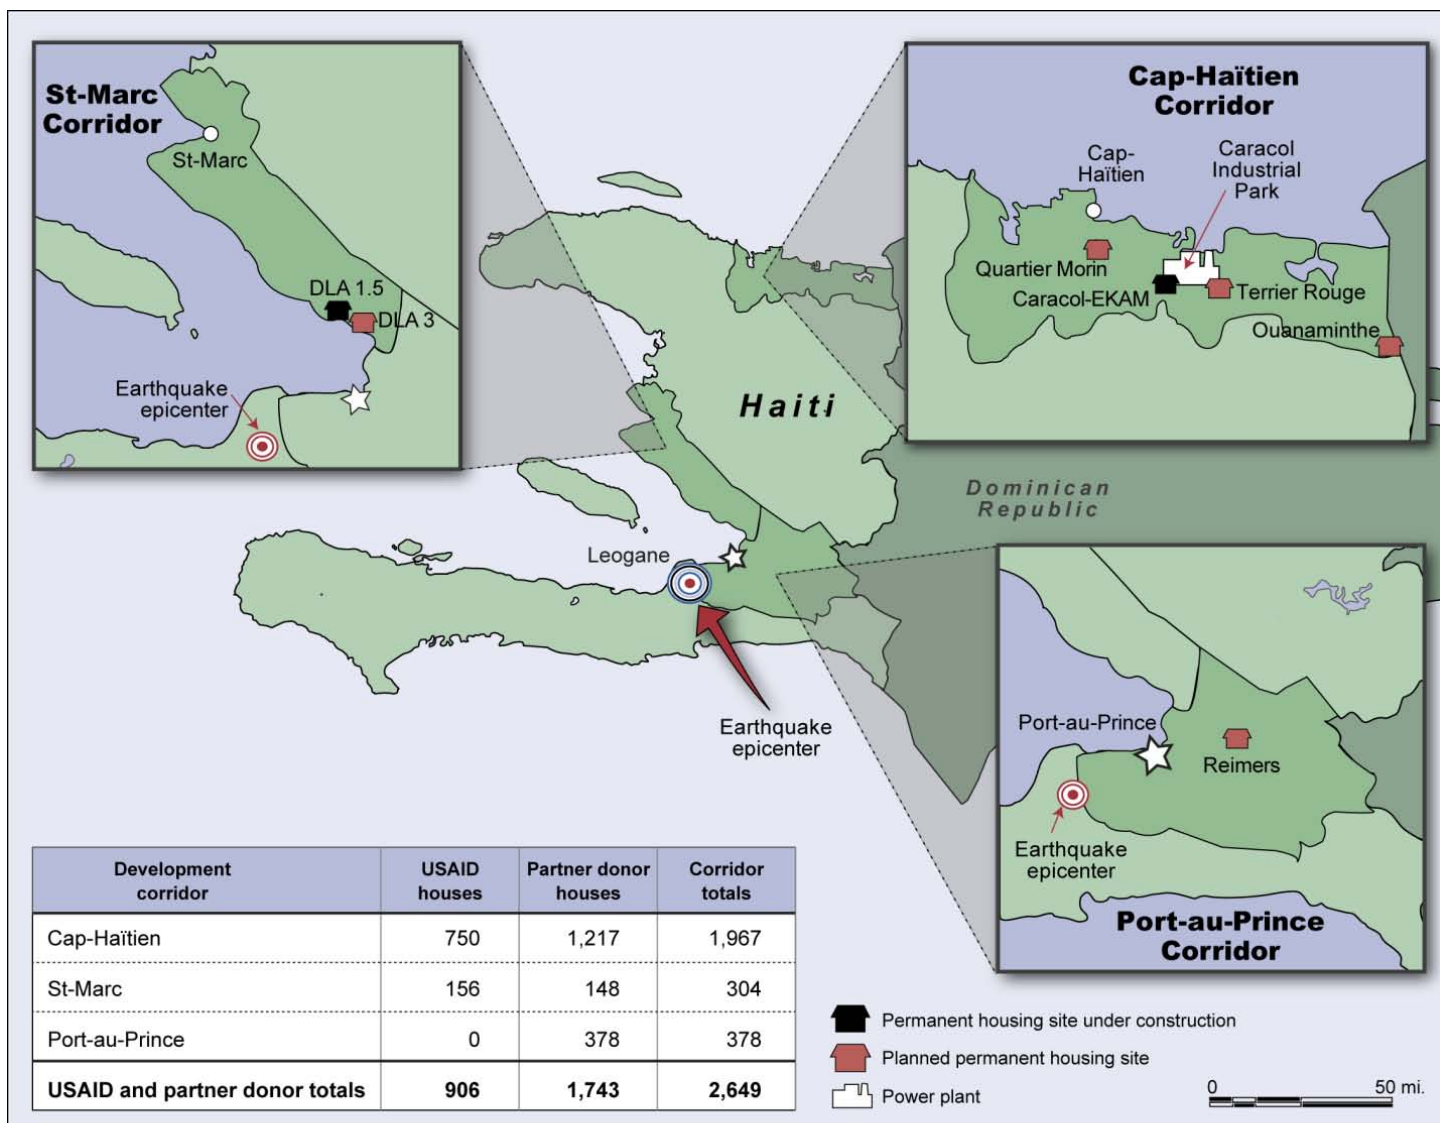 St-Marc
Corridor
St-Marc
DLA 1.5
DLA 3
Earthquake
epicenter
Cap-Haïtien
Corridor
Cap-
Haïtien
Caracol
Industrial
Park
Quartier Morin
Caracol-EKAM
Terrier Rouge
Ouanaminthe
Haiti
Dominican
Republic
Leogane
Earthquake
epicenter
Port-au-Prince
Reimers
Earthquake
epicenter
Port-au-Prince
Corridor
Development corridor USAID houses Partner donor houses Corridor totals
Cap-Haïtien 750 1,217 1,967
St-Marc 156 148 304
Port-au-Prince 0 378 378
USAID and partner donor totals 906 1,743 2,649
Permanent housing site under construction
Planned permanent housing site
Power plant
0 50 mi.